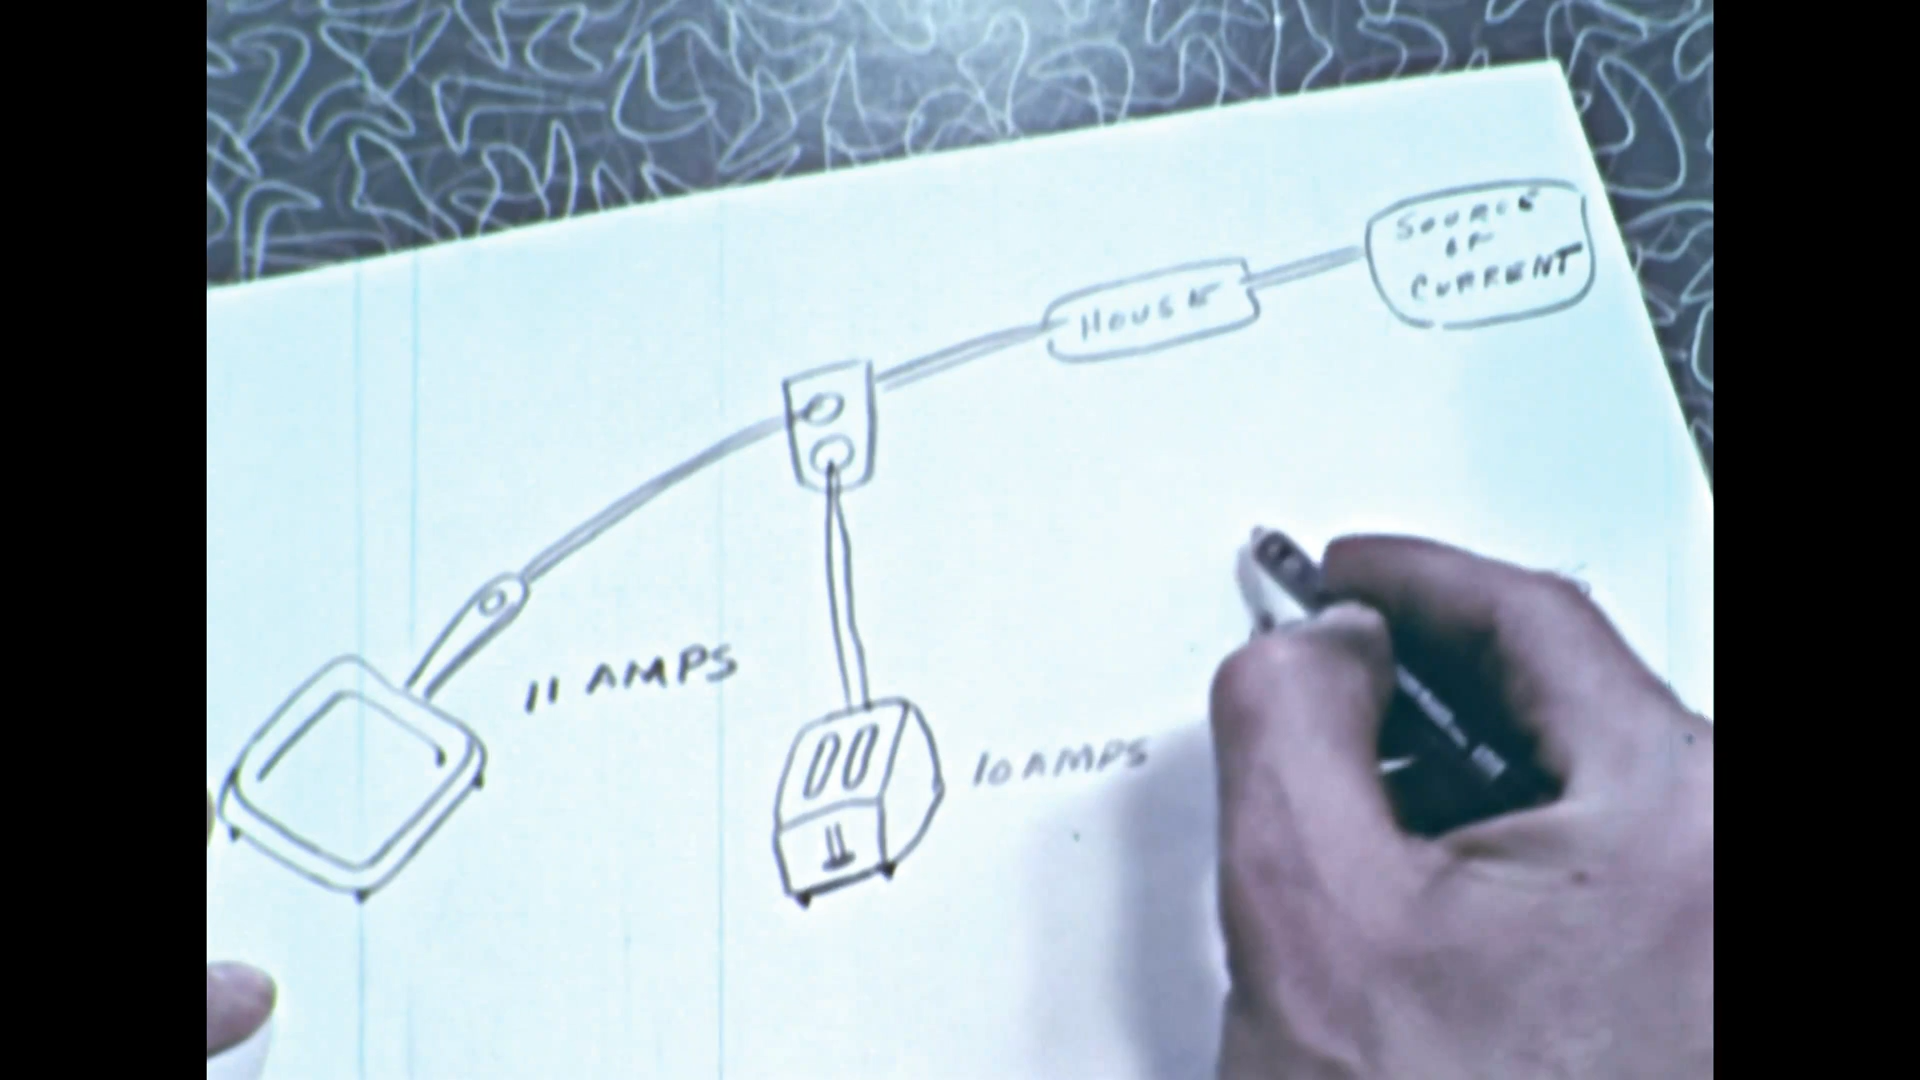 SOURCE
OF
CURRENT
HOUSE
11 AMPS
10 AMPS